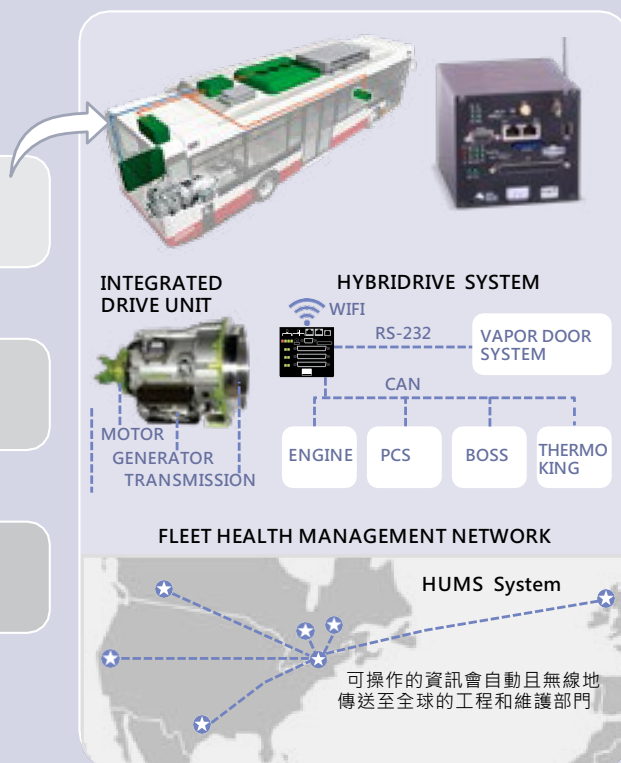 INTEGRATED
DRIVE UNIT
MOTOR
GENERATOR
TRANSMISSION
HYBRIDRIVE SYSTEM
WIFI
RS-232
VAPOR DOOR
SYSTEM
CAN
ENGINE
PCS
BOSS
THERMO
KING
FLEET HEALTH MANAGEMENT NETWORK
HUMS System
可操作的資訊會自動且無線地
傳送至全球的工程和維護部門